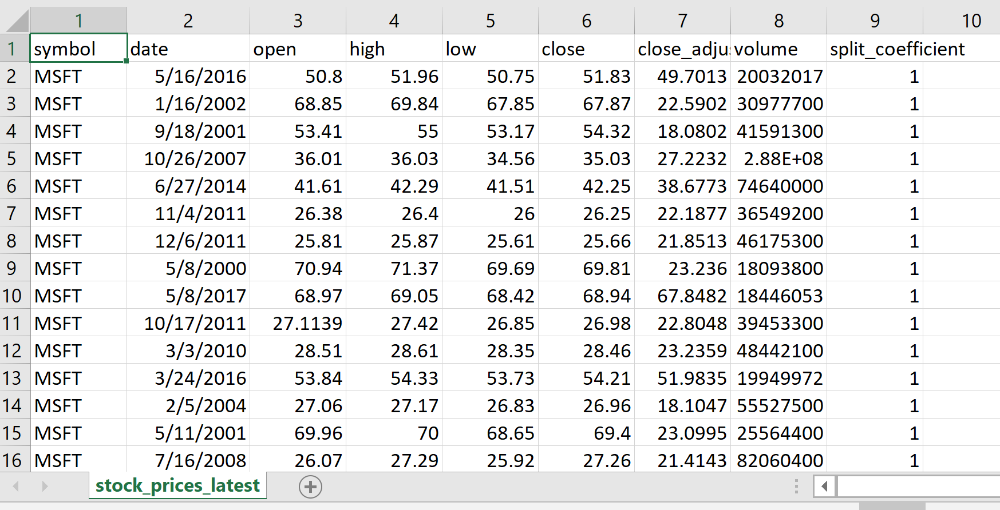 1 2 3 4 5 6 7 8 9 10
1 symbol date open high low close close_adju volume split_coefficient
2 MSFT 5/16/2016 50.8 51.96 50.75 51.83 49.7013 20032017 1
3 MSFT 1/16/2002 68.85 69.84 67.85 67.87 22.5902 30977700 1
4 MSFT 9/18/2001 53.41 55 53.17 54.32 18.0802 41591300 1
5 MSFT 10/26/2007 36.01 36.03 34.56 35.03 27.2232 2.88E+08 1
6 MSFT 6/27/2014 41.61 42.29 41.51 42.25 38.6773 74640000 1
7 MSFT 11/4/2011 26.38 26.4 26 26.25 22.1877 36549200 1
8 MSFT 12/6/2011 25.81 25.87 25.61 25.66 21.8513 46175300 1
9 MSFT 5/8/2000 70.94 71.37 69.69 69.81 23.236 18093800 1
10 MSFT 5/8/2017 68.97 69.05 68.42 68.94 67.8482 18446053 1
11 MSFT 10/17/2011 27.1139 27.42 26.85 26.98 22.8048 39453300 1
12 MSFT 3/3/2010 28.51 28.61 28.35 28.46 23.2359 48442100 1
13 MSFT 3/24/2016 53.84 54.33 53.73 54.21 51.9835 19949972 1
14 MSFT 2/5/2004 27.06 27.17 26.83 26.96 18.1047 55527500 1
15 MSFT 5/11/2001 69.96 70 68.65 69.4 23.0995 25564400 1
16 MSFT 7/16/2008 26.07 27.29 25.92 27.26 21.4143 82060400 1
stock_prices_latest